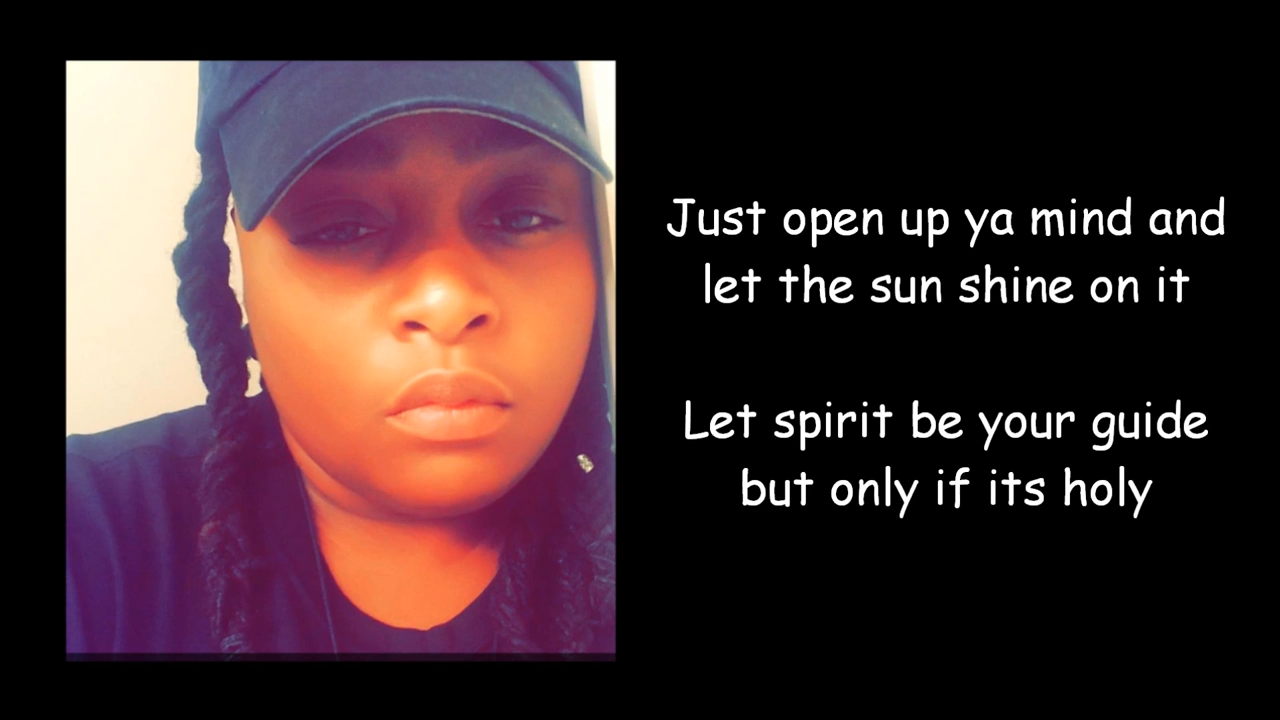 Just open up ya mind and
let the sun shine on it
Let spirit be your guide
but only if its holy